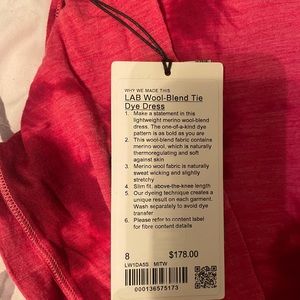 WHY WE MADE THIS
LAB Wool-Blend Tie
Dye Dress
1. Make a statement in this
lightweight merino wool-blend
dress. The one-of-a-kind dye
pattern is as bold as you are
2. This wool-blend fabric contains
merino wool, which is naturally
thermoregulating and soft
against skin
3. Merino wool fabric is naturally
sweat wicking and slightly
stretchy
4. Slim fit, above-the-knee length
5. Our dyeing technique creates a
unique result on each garment.
Wash separately to avoid dye
transfer
6. Please refer to content label
for fibre content details
8 $178.00
LW1DA5S MITW
000136575173